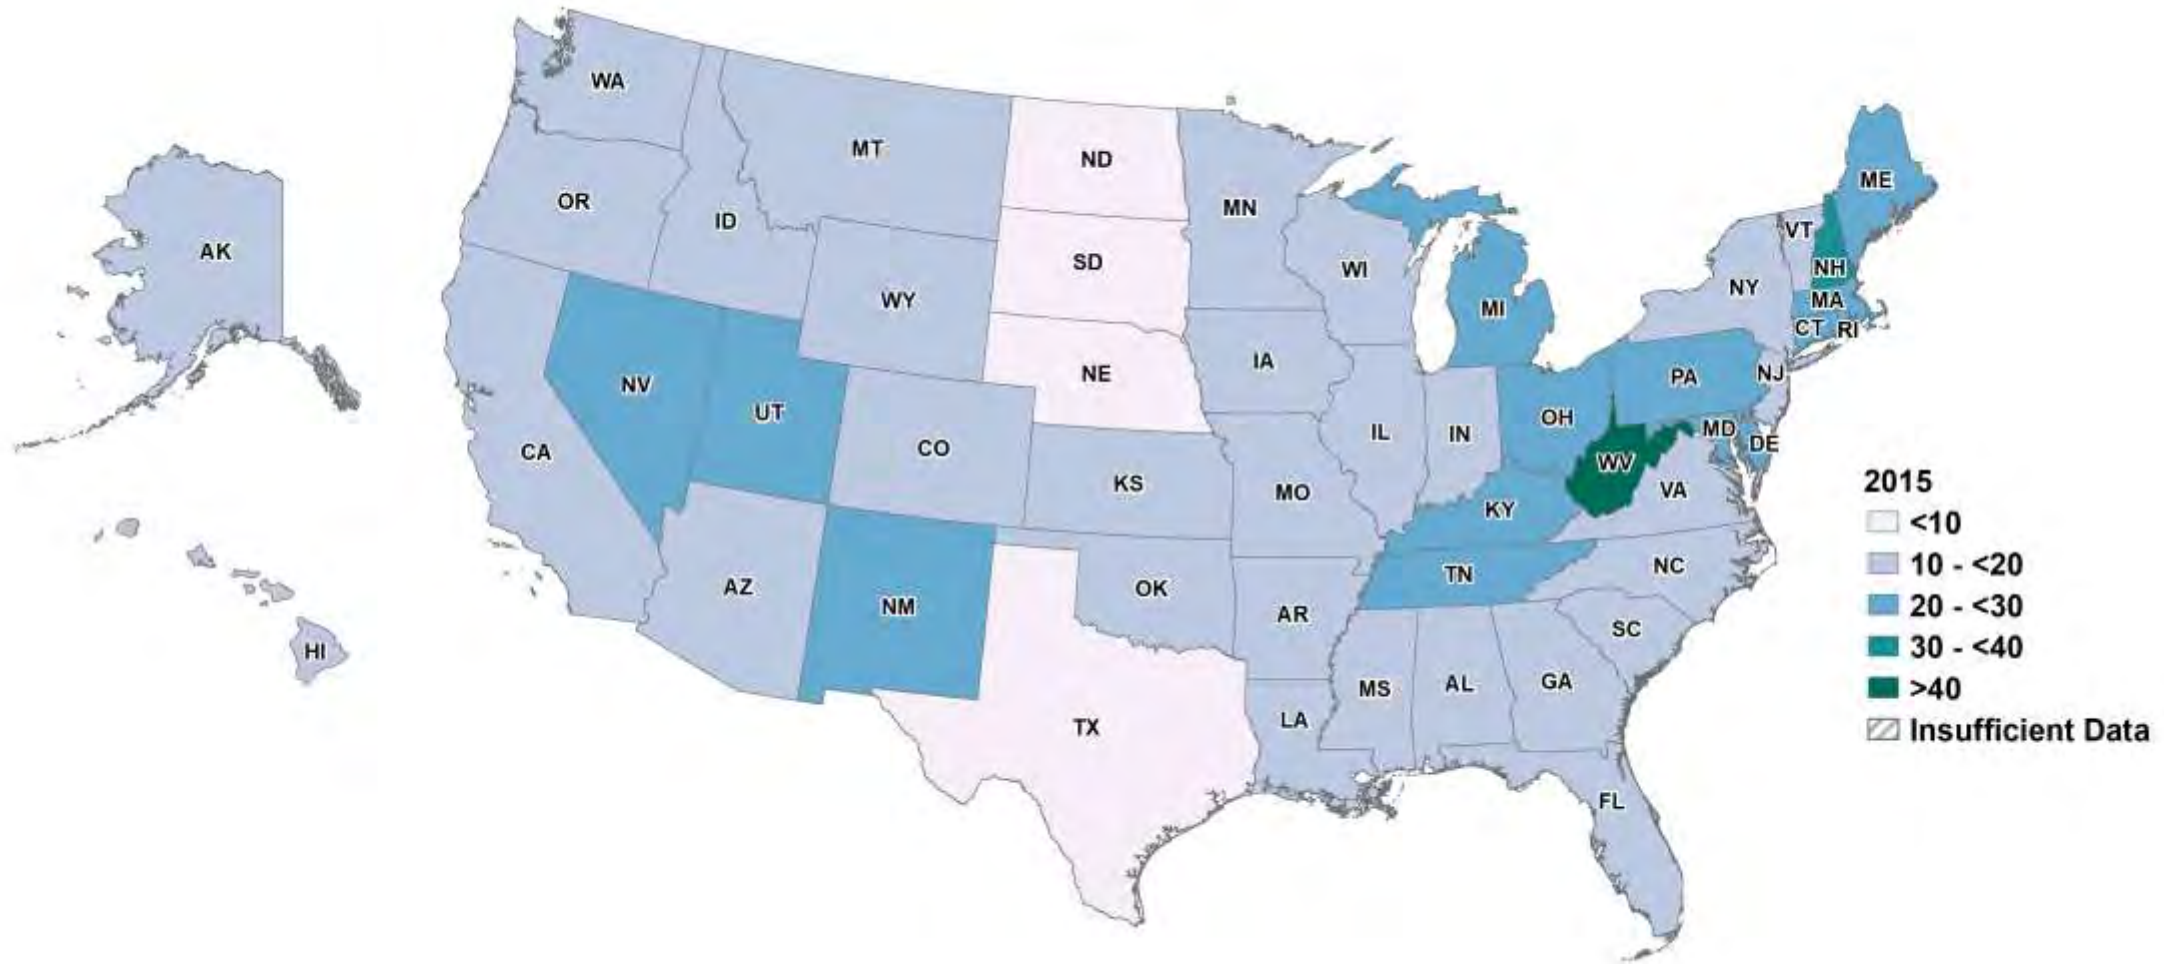 WA
MT
ND
OR
ID
MN
ME
AK
SD
WI
VT
NH
WY
NY
MA
MI
CT RI
NV
UT
NE
IA
PA
NJ
CA
CO
KS
IL
IN
OH
MD
DE
WV
VA
MO
KY
AZ
NM
OK
AR
TN
NC
SC
HI
TX
LA
MS
AL
GA
FL
2015
<10
10 - <20
20 - <30
30 - <40
>40
Insufficient Data